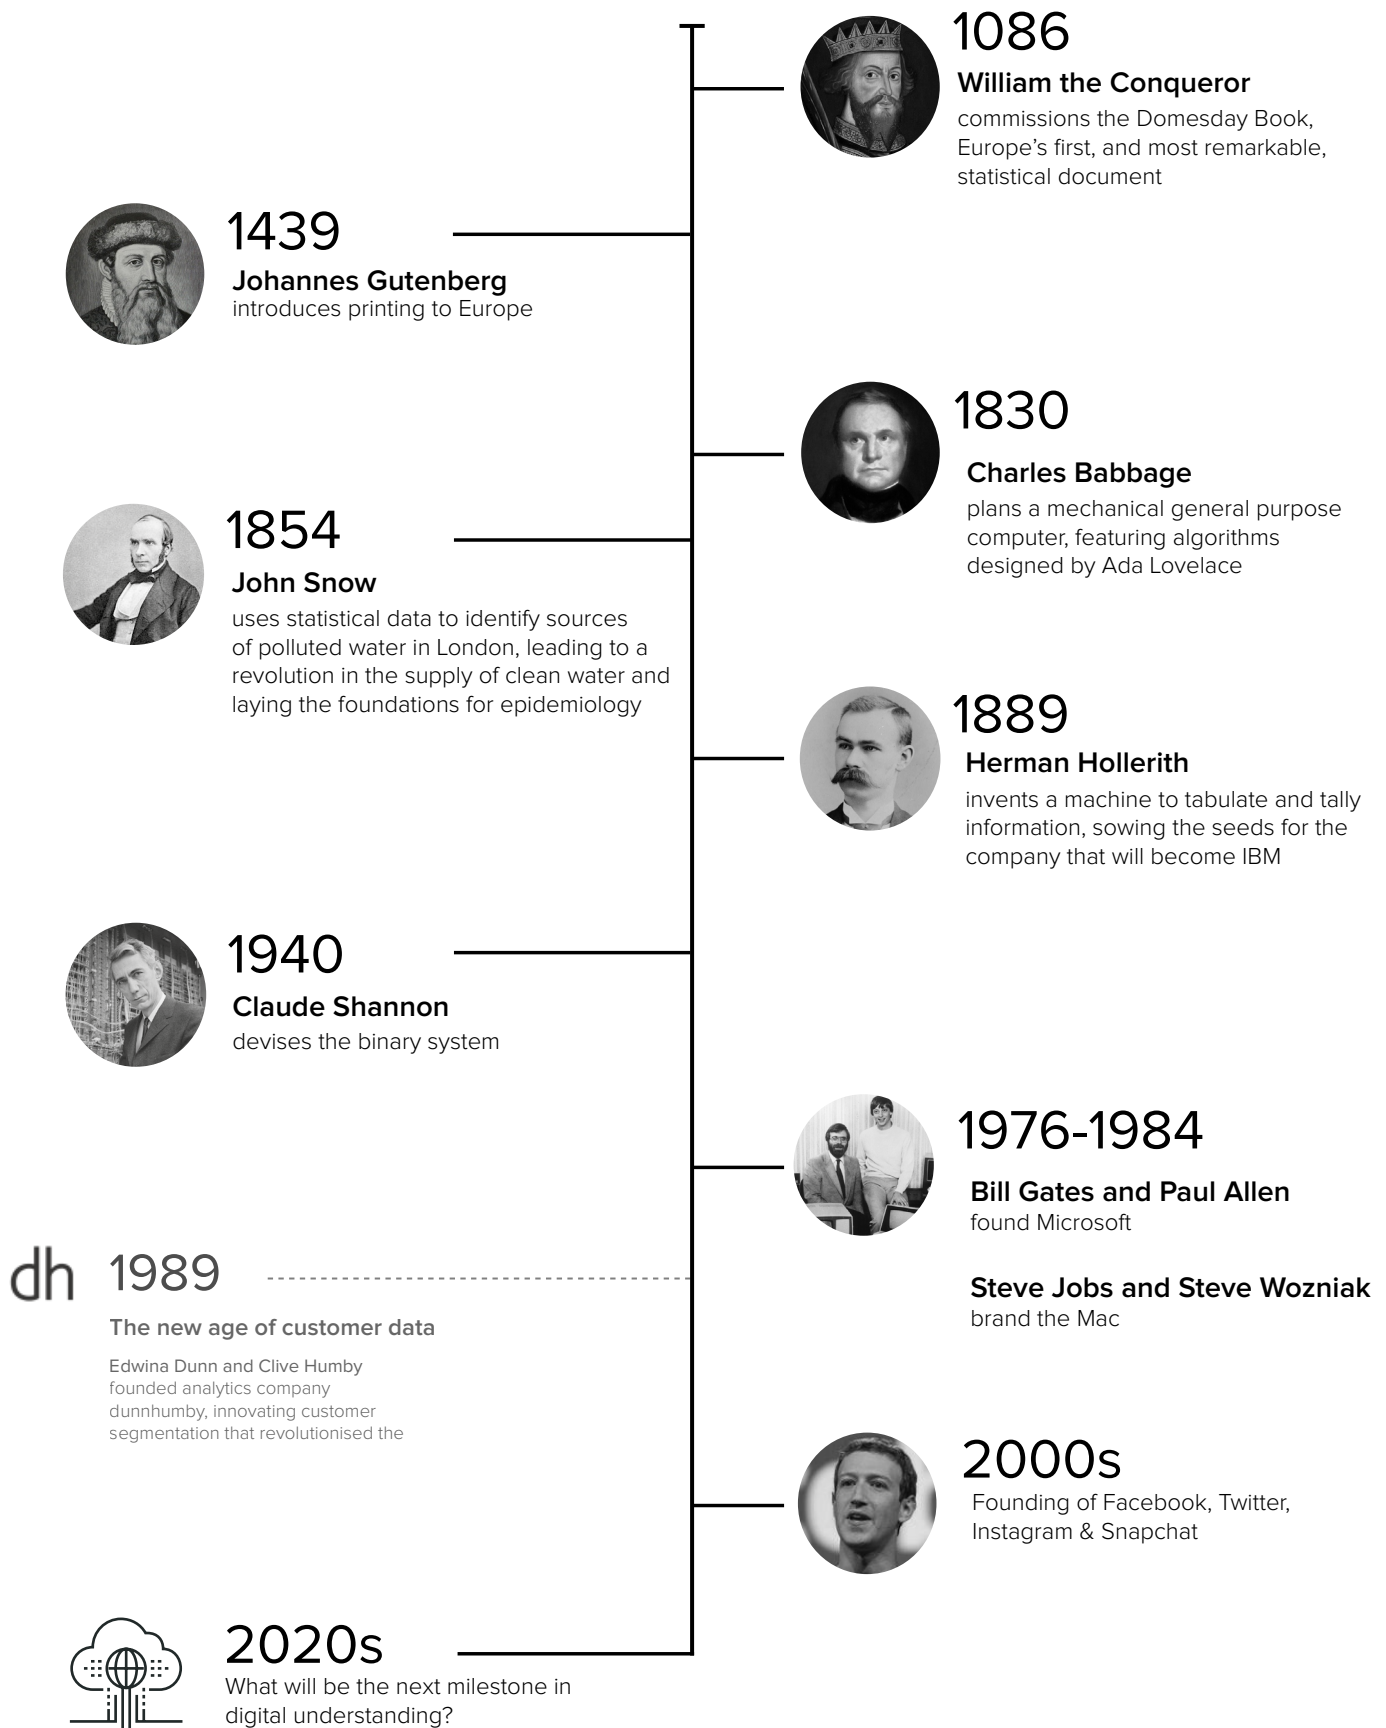 1086
William the Conqueror
commissions the Domesday Book,
Europe’s first, and most remarkable,
statistical document
1439
Johannes Gutenberg
introduces printing to Europe
1830
Charles Babbage
plans a mechanical general purpose
computer, featuring algorithms
designed by Ada Lovelace
1854
John Snow
uses statistical data to identify sources
of polluted water in London, leading to a
revolution in the supply of clean water and
laying the foundations for epidemiology
1889
Herman Hollerith
invents a machine to tabulate and tally
information, sowing the seeds for the
company that will become IBM
1940
Claude Shannon
devises the binary system
1976-1984
Bill Gates and Paul Allen
found Microsoft
Steve Jobs and Steve Wozniak
brand the Mac
dh
1989
The new age of customer data
Edwina Dunn and Clive Humby
founded analytics company
dunnhumby, innovating customer
segmentation that revolutionised the
2000s
Founding of Facebook, Twitter,
Instagram & Snapchat
2020s
What will be the next milestone in
digital understanding?